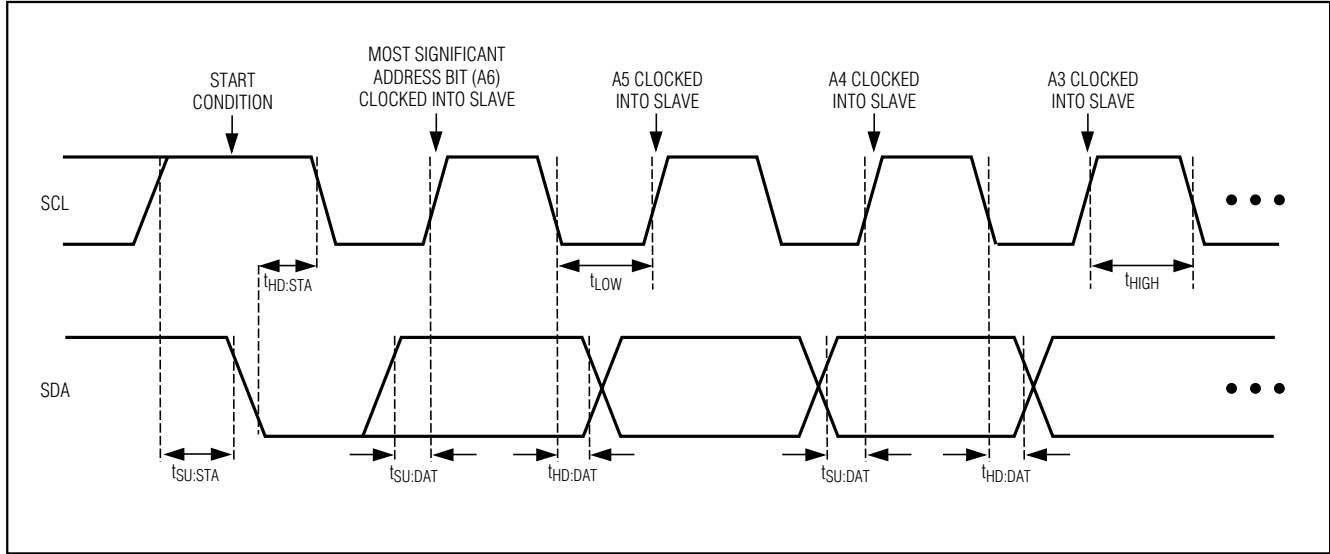 START
CONDITION
MOST SIGNIFICANT
ADDRESS BIT (A6)
CLOCKED INTO SLAVE
A5 CLOCKED
INTO SLAVE
A4 CLOCKED
INTO SLAVE
A3 CLOCKED
INTO SLAVE
SCL
tHD:STA
tLOW
tHIGH
SDA
tSU:STA
tSU:DAT
tHD:DAT
tSU:DAT
tHD:DAT